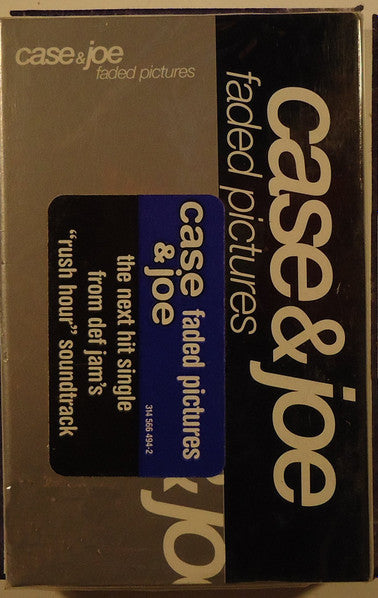 case & joe
faded pictures
case & joe
faded pictures
case faded pictures
& joe
the next hit single
from def jam's
"rush hour" soundtrack
314 566 494-2
& jo